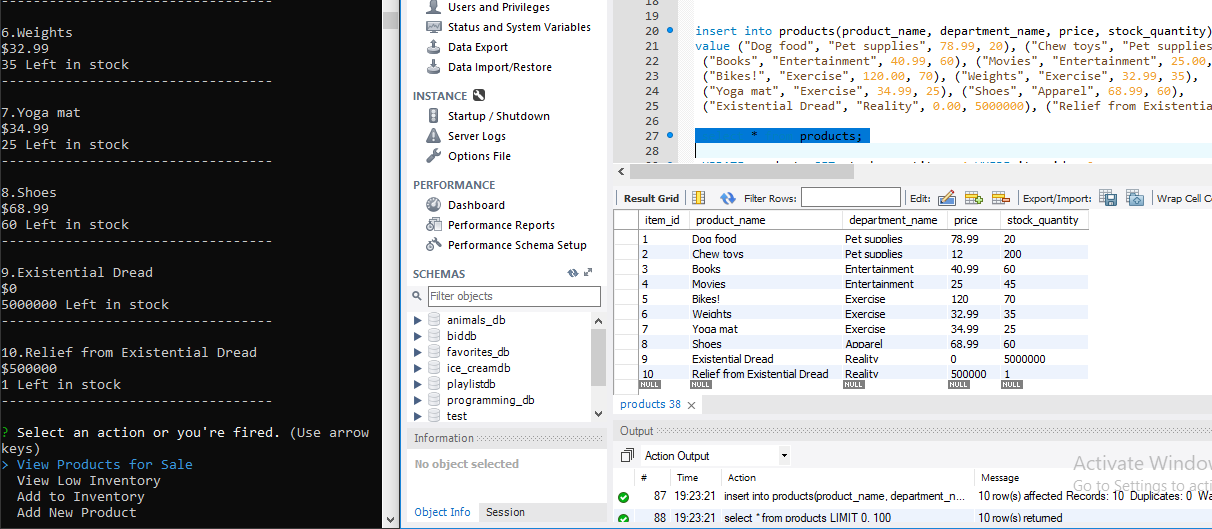 ----------------------------------
6.Weights
$32.99
35 Left in stock
----------------------------------
7.Yoga mat
$34.99
25 Left in stock
----------------------------------
8.Shoes
$68.99
60 Left in stock
----------------------------------
9.Existential Dread
$0
5000000 Left in stock
----------------------------------
10.Relief from Existential Dread
$500000
1 Left in stock
----------------------------------
? Select an action or you're fired. (Use arrow
keys)
> View Products for Sale
View Low Inventory
Add to Inventory
Add New Product
Users and Privileges
Status and System Variables
Data Export
Data Import/Restore
INSTANCE
Startup / Shutdown
Server Logs
Options File
PERFORMANCE
Dashboard
Performance Reports
Performance Schema Setup
SCHEMAS
Filter objects
animals_db
biddb
favorites_db
ice_creamdb
playlistdb
programming_db
test
Information
No object selected
Object Info Session
18
19
20 insert into products(product_name, department_name, price, stock_quantity)
21 value ("Dog food", "Pet supplies", 78.99, 20), ("Chew toys", "Pet supplies
22 ("Books", "Entertainment", 40.99, 60), ("Movies", "Entertainment", 25.00,
23 ("Bikes!", "Exercise", 120.00, 70), ("Weights", "Exercise", 32.99, 35),
24 ("Yoga mat", "Exercise", 34.99, 25), ("Shoes", "Apparel", 68.99, 60),
25 ("Existential Dread", "Reality", 0.00, 5000000), ("Relief from Existentia
26
27 * products;
28
Result Grid Filter Rows: Edit: Export/Import: Wrap Cell C
item_id product_name department_name price stock_quantity
1 Dog food Pet supplies 78.99 20
2 Chew toys Pet supplies 12 200
3 Books Entertainment 40.99 60
4 Movies Entertainment 25 45
5 Bikes! Exercise 120 70
6 Weights Exercise 32.99 35
7 Yoga mat Exercise 34.99 25
8 Shoes Apparel 68.99 60
9 Existential Dread Reality 0 5000000
10 Relief from Existential Dread Reality 500000 1
NULL NULL NULL NULL NULL
products 38
Output
Action Output
# Time Action Message
87 19:23:21 insert into products(product_name, department_n... 10 row(s) affected Records: 10 Duplicates: 0 Wa
88 19:23:21 select * from products LIMIT 0, 100 10 row(s) returned
Activate Windo
Go to Settings to acti